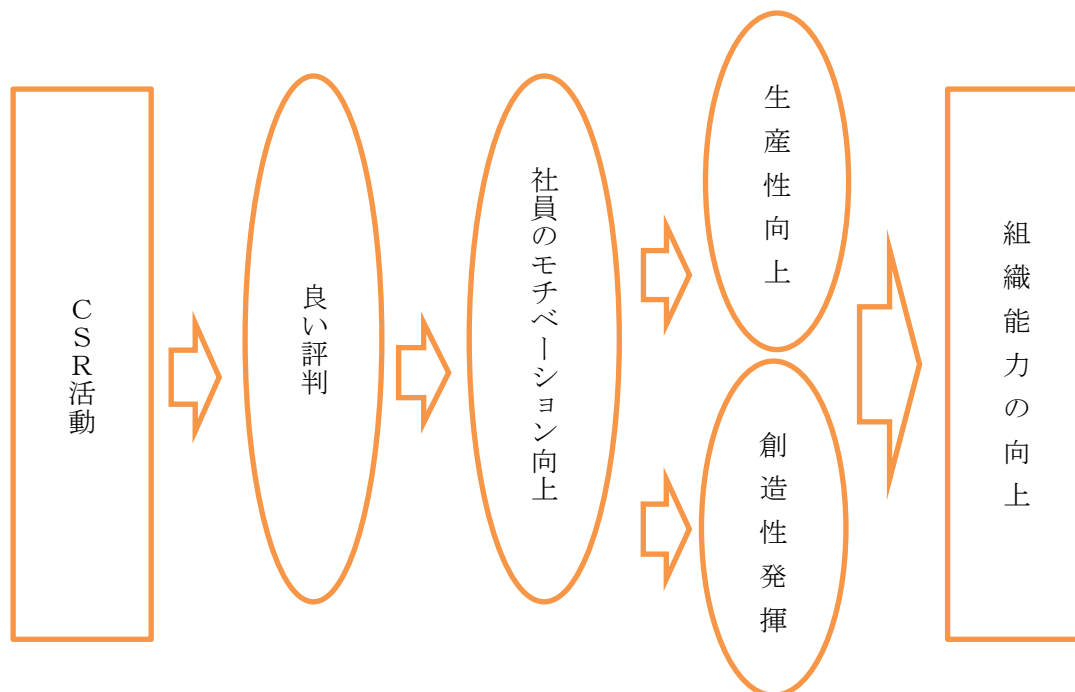 CSR活動
良い評判
社員のモチベーション向上
生産性向上
創造性発揮
組織能力の向上